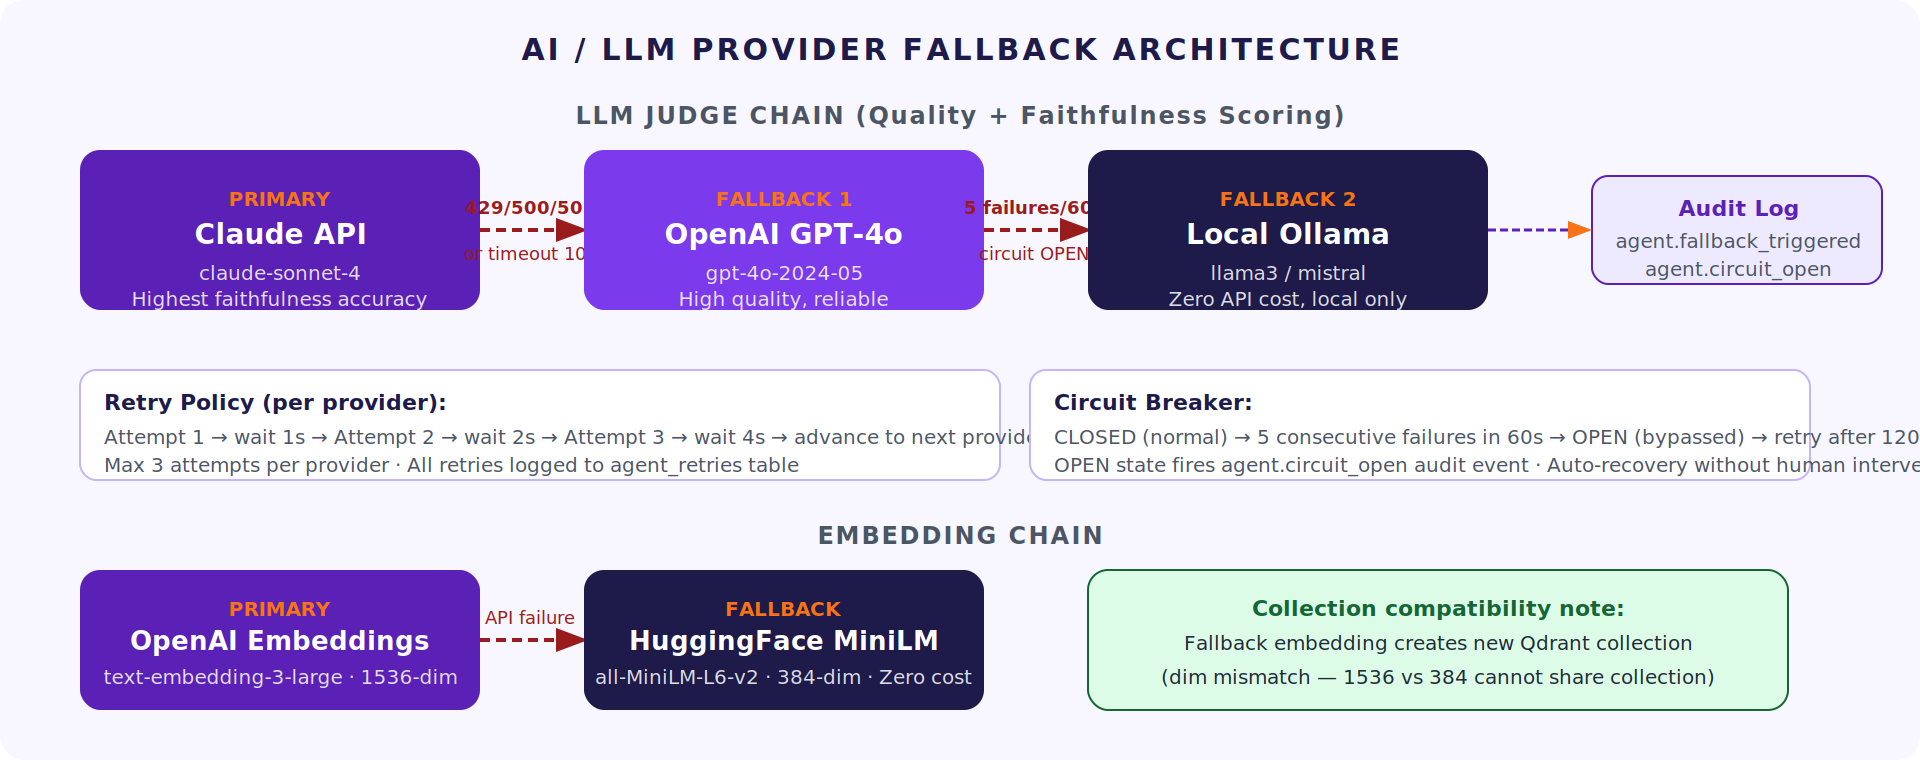 AI / LLM PROVIDER FALLBACK ARCHITECTURE
LLM JUDGE CHAIN (Quality + Faithfulness Scoring)
PRIMARY
Claude API
claude-sonnet-4
Highest faithfulness accuracy
429/500/50
or timeout 10
FALLBACK 1
OpenAI GPT-4o
gpt-4o-2024-05
High quality, reliable
5 failures/60
circuit OPEN
FALLBACK 2
Local Ollama
llama3 / mistral
Zero API cost, local only
Audit Log
agent.fallback_triggered
agent.circuit_open
Retry Policy (per provider):
Attempt 1 → wait 1s → Attempt 2 → wait 2s → Attempt 3 → wait 4s → advance to next provide
Max 3 attempts per provider · All retries logged to agent_retries table
Circuit Breaker:
CLOSED (normal) → 5 consecutive failures in 60s → OPEN (bypassed) → retry after 120
OPEN state fires agent.circuit_open audit event · Auto-recovery without human interve
EMBEDDING CHAIN
PRIMARY
OpenAI Embeddings
text-embedding-3-large · 1536-dim
API failure
FALLBACK
HuggingFace MiniLM
all-MiniLM-L6-v2 · 384-dim · Zero cost
Collection compatibility note:
Fallback embedding creates new Qdrant collection
(dim mismatch — 1536 vs 384 cannot share collection)